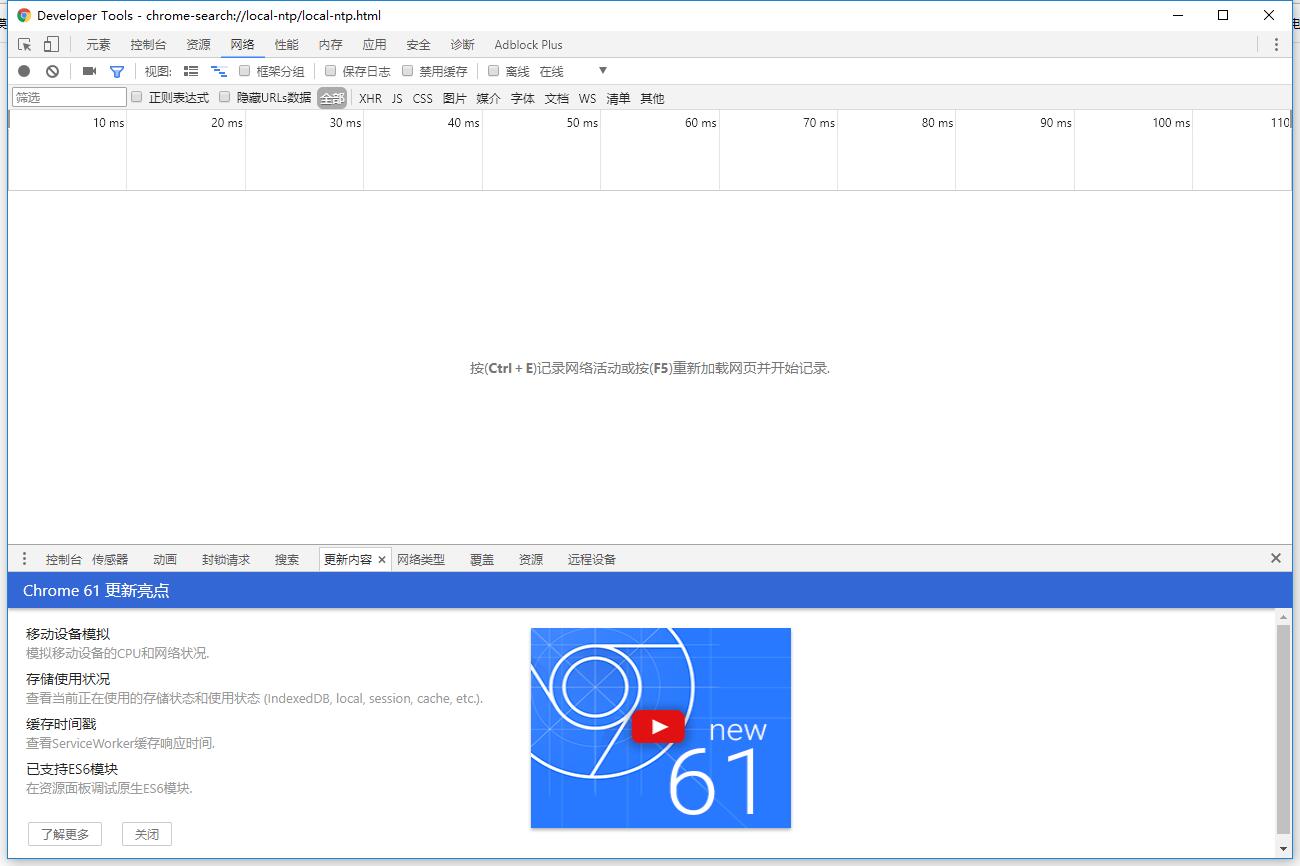 Developer Tools - chrome-search://local-ntp/local-ntp.html
元素 控制台 资源 网络 性能 内存 应用 安全 诊断 Adblock Plus
视图: 框架分组 保存日志 禁用缓存 离线 在线
筛选 正则表达式 隐藏URLs数据 全部 XHR JS CSS 图片 媒介 字体 文档 WS 清单 其他
10 ms 20 ms 30 ms 40 ms 50 ms 60 ms 70 ms 80 ms 90 ms 100 ms 110
按(Ctrl + E)记录网络活动或按(F5)重新加载网页并开始记录.
控制台 传感器 动画 封锁请求 搜索 更新内容 网络类型 覆盖 资源 远程设备
Chrome 61 更新亮点
移动设备模拟
模拟移动设备的CPU和网络状况.
存储使用状况
查看当前正在使用的存储状态和使用状态 (IndexedDB, local, session, cache, etc.).
缓存时间戳
查看ServiceWorker缓存响应时间.
已支持ES6模块
在资源面板调试原生ES6模块.
了解更多 关闭
new
61